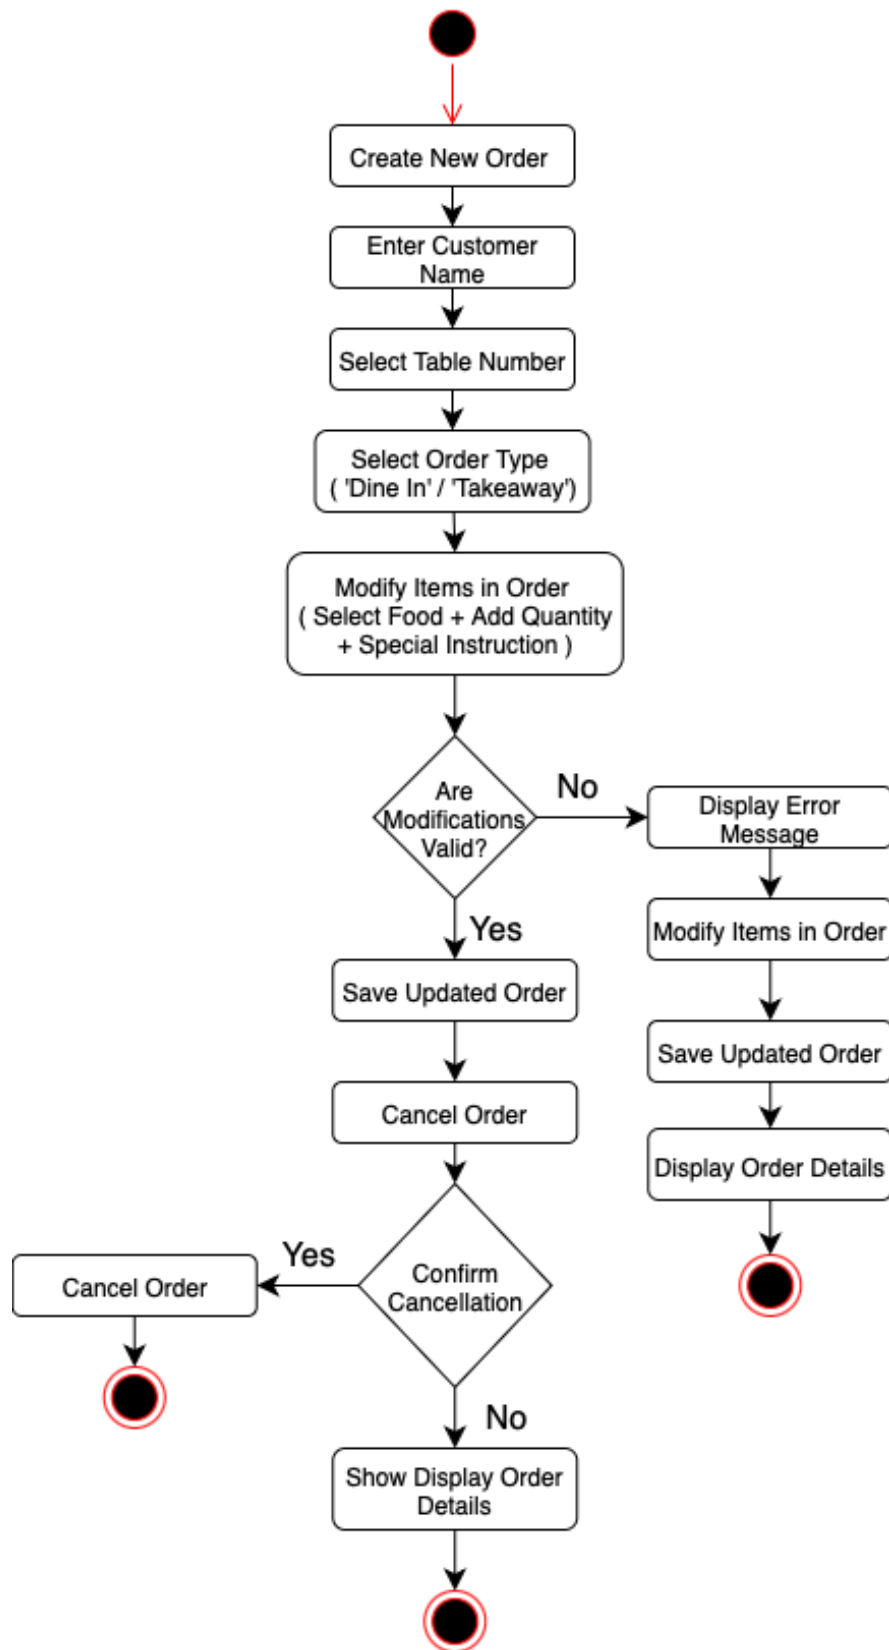 Create New Order
Enter Customer
Name
Select Table Number
Select Order Type
( 'Dine In' / 'Takeaway')
Modify Items in Order
( Select Food + Add Quantity
+ Special Instruction )
Are
Modifications
Valid?
No
Display Error
Message
Modify Items in Order
Save Updated Order
Display Order Details
Yes
Save Updated Order
Cancel Order
Confirm
Cancellation
Yes
Cancel Order
No
Show Display Order
Details